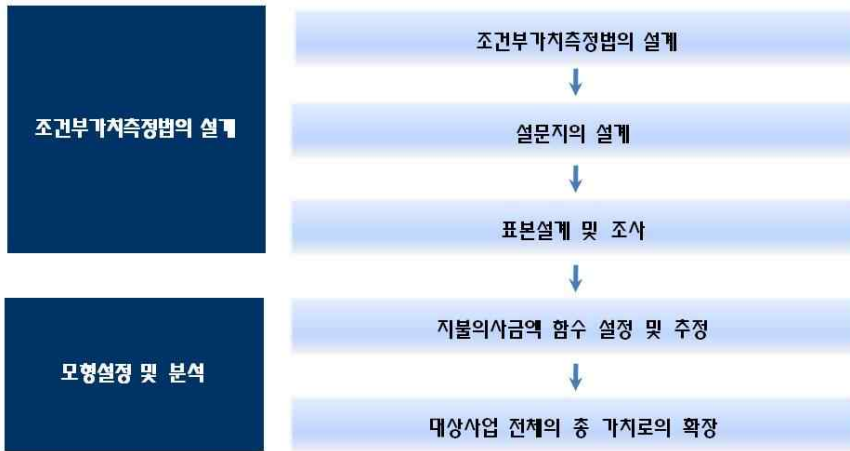 조건부가치측정법의 설계
조건부가치측정법의 설계
설문지의 설계
표본설계 및 조사
모형설정 및 분석
지불의사금액 함수 설정 및 추정
대상사업 전체의 총 가치로의 확장